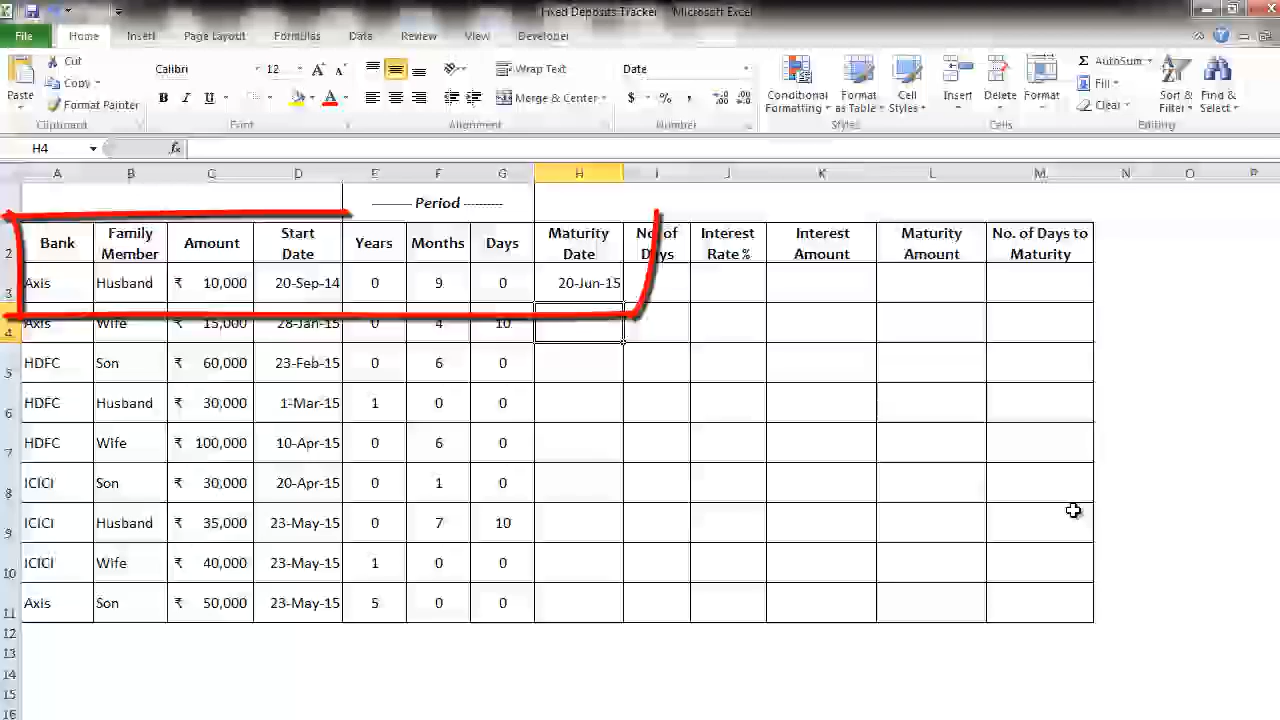 Fixed Deposits Tracker - Microsoft Excel
File Home Insert Page Layout Formulas Data Review View Developer
Cut
Copy
Format Painter
Paste
Clipboard
Calibri 12 A A
B I U A
Font
Wrap Text
Merge & Center
Alignment
Date
$ % ,
Number
Conditional Formatting
Format as Table
Cell Styles
Styles
Insert Delete Format
Cells
Σ AutoSum
Fill
Clear
Sort & Filter
Find & Select
Editing
H4 fx
A B C D E F G H I J K L M N O P
--------- Period ----------
2 Bank Family Member Amount Start Date Years Months Days Maturity Date No. of Days Interest Rate % Interest Amount Maturity Amount No. of Days to Maturity
3 Axis Husband ₹ 10,000 20-Sep-14 0 9 0 20-Jun-15
4 Axis Wife ₹ 15,000 28-Jan-15 0 4 10
5 HDFC Son ₹ 60,000 23-Feb-15 0 6 0
6 HDFC Husband ₹ 30,000 1-Mar-15 1 0 0
7 HDFC Wife ₹ 100,000 10-Apr-15 0 6 0
8 ICICI Son ₹ 30,000 20-Apr-15 0 1 0
9 ICICI Husband ₹ 35,000 23-May-15 0 7 10
10 ICICI Wife ₹ 40,000 23-May-15 1 0 0
11 Axis Son ₹ 50,000 23-May-15 5 0 0
12
13
14
15
16